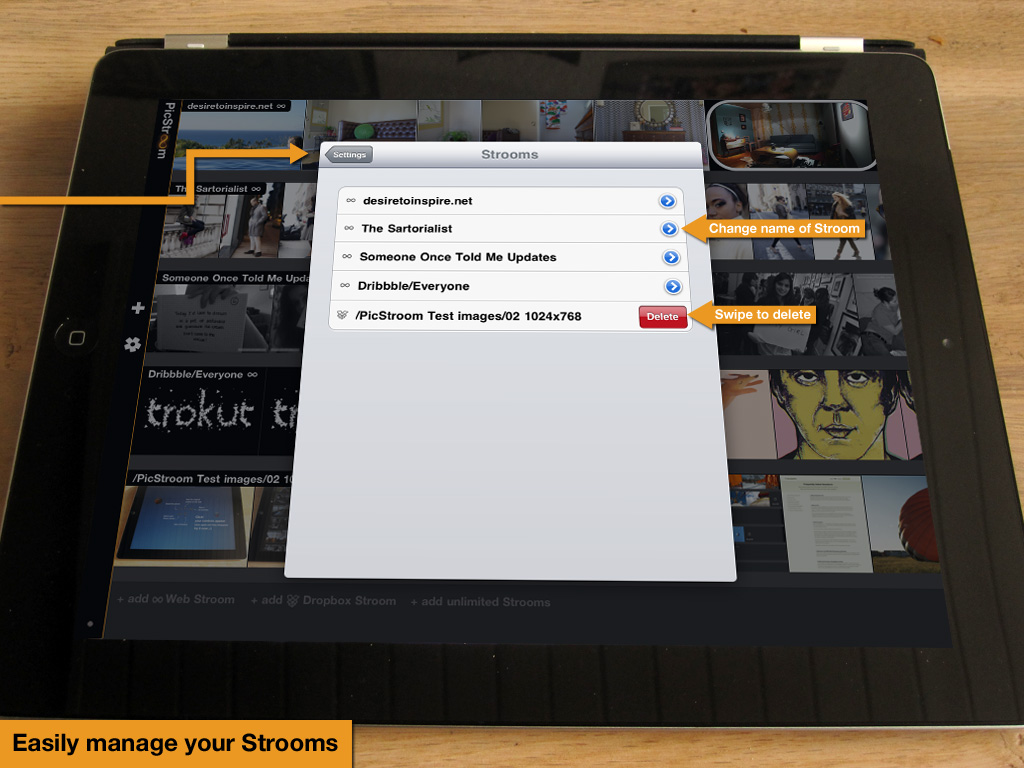 desiretoinspire.net ∞
PicStroom
Settings
Strooms
∞ desiretoinspire.net
∞ The Sartorialist
Change name of Stroom
∞ Someone Once Told Me Updates
∞ Dribbble/Everyone
/PicStroom Test images/02 1024x768
Delete
Swipe to delete
The Sartorialist ∞
Someone Once Told Me Upda
Dribbble/Everyone ∞
trokut
tr
/PicStroom Test images/02 10
+ add ∞ Web Stroom
+ add Dropbox Stroom
+ add unlimited Strooms
Easily manage your Strooms